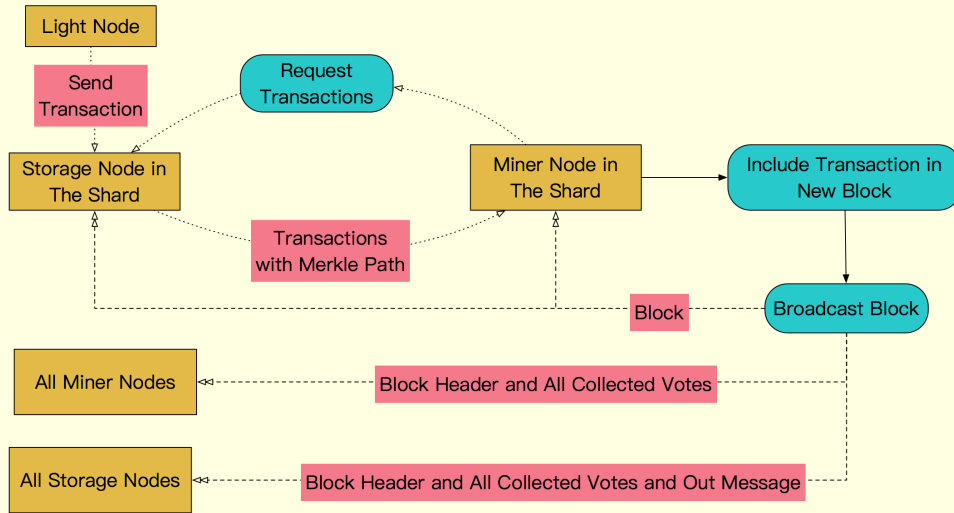 Light Node
Send
Transaction
Request
Transactions
Storage Node in
The Shard
Miner Node in
The Shard
Include Transaction in
New Block
Transactions
with Merkle Path
Block
Broadcast Block
All Miner Nodes
Block Header and All Collected Votes
All Storage Nodes
Block Header and All Collected Votes and Out Message